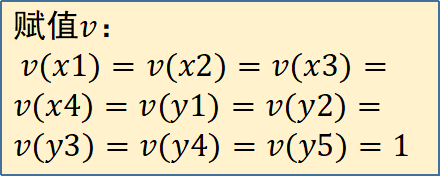 赋值v：
v(x1) = v(x2) = v(x3) =
v(x4) = v(y1) = v(y2) =
v(y3) = v(y4) = v(y5) = 1